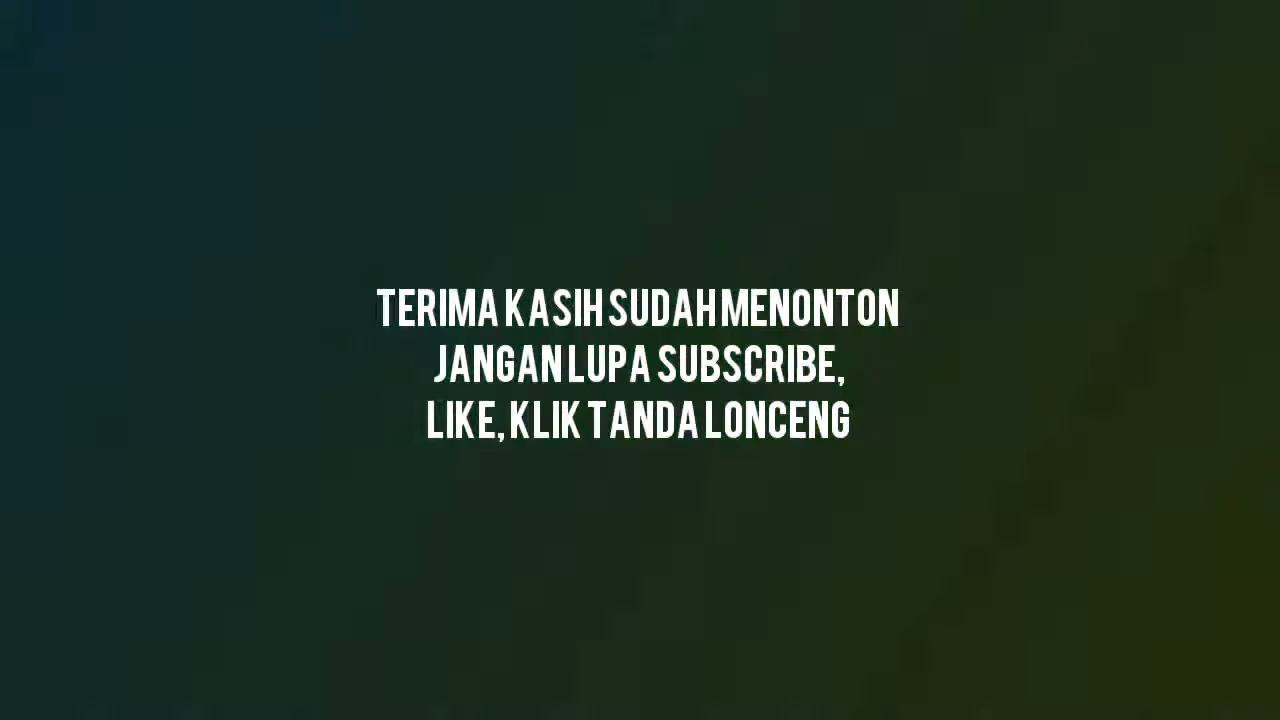 TERIMA KASIH SUDAH MENONTON
JANGAN LUPA SUBSCRIBE,
LIKE, KLIK TANDA LONCENG